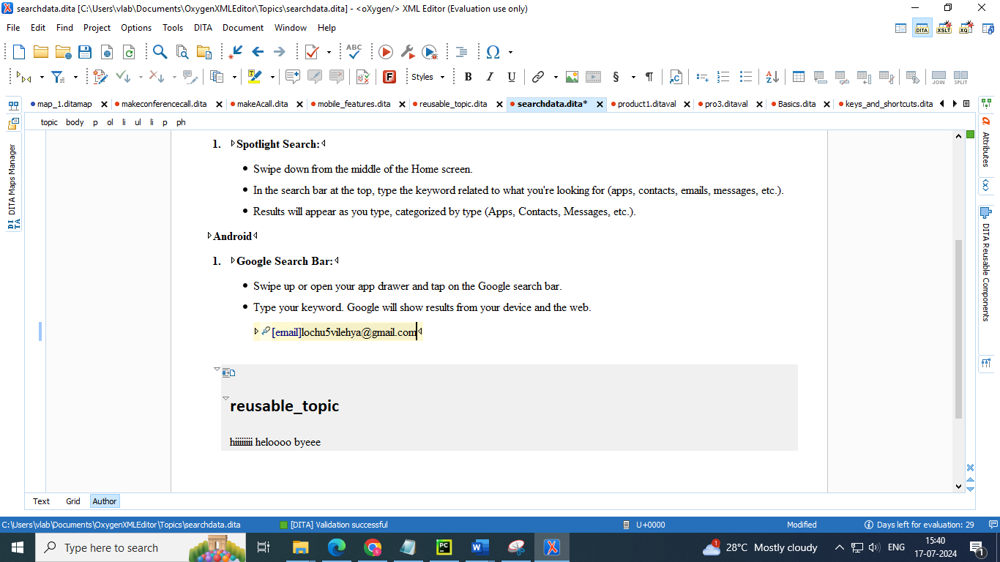 searchdata.dita [C:\Users\vlab\Documents\OxygenXMLEditor\Topics\searchdata.dita] - <oXygen/> XML Editor (Evaluation use only)
File Edit Find Project Options Tools DITA Document Window Help
DITA XSLT XQ
ABC
Styles B I U § ¶ JOIN SPLIT
map_1.ditamap makeconferencecall.dita makeAcall.dita mobile_features.dita reusable_topic.dita searchdata.dita* product1.ditaval pro3.ditaval Basics.dita keys_and_shortcuts.dita
topic body p ol li ul li p ph
DITA Maps Manager
Attributes
DITA Reusable Components
1. Spotlight Search:
• Swipe down from the middle of the Home screen.
• In the search bar at the top, type the keyword related to what you're looking for (apps, contacts, emails, messages, etc.).
• Results will appear as you type, categorized by type (Apps, Contacts, Messages, etc.).
Android
1. Google Search Bar:
• Swipe up or open your app drawer and tap on the Google search bar.
• Type your keyword. Google will show results from your device and the web.
[email]lochu5vilehya@gmail.com
reusable_topic
hiiiiiiii heloooo byeee
Text Grid Author
C:\Users\vlab\Documents\OxygenXMLEditor\Topics\searchdata.dita [DITA] Validation successful U+0000 Modified Days left for evaluation: 29
Type here to search 28°C Mostly cloudy ENG 15:40
17-07-2024